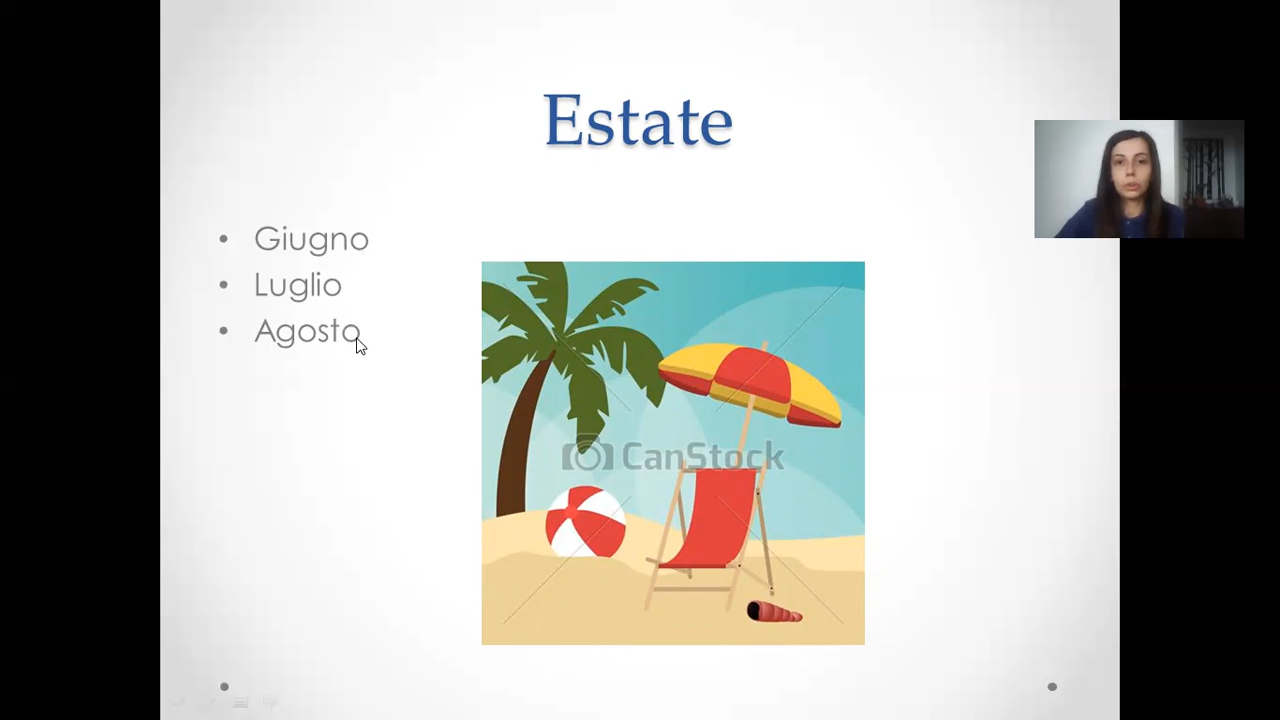 Estate
• Giugno
• Luglio
• Agosto
CanStock